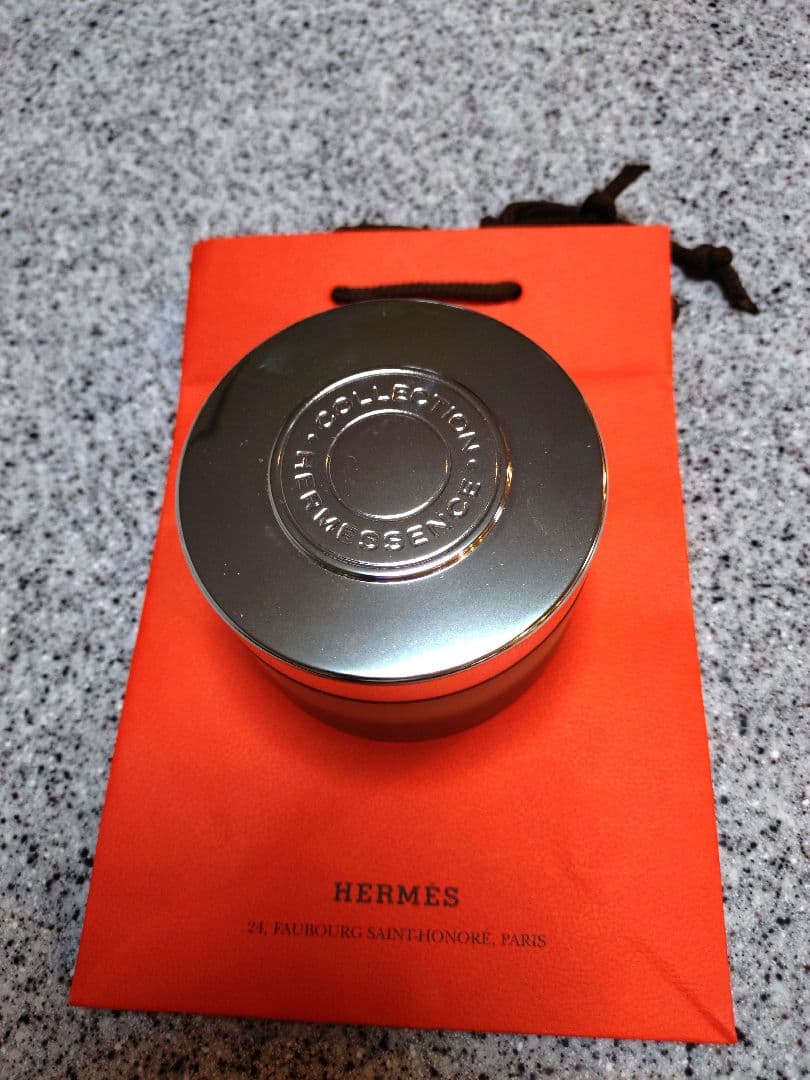 · COLLECTION ·
HERMESSENCE
HERMÈS
24, FAUBOURG SAINT-HONORÉ, PARIS